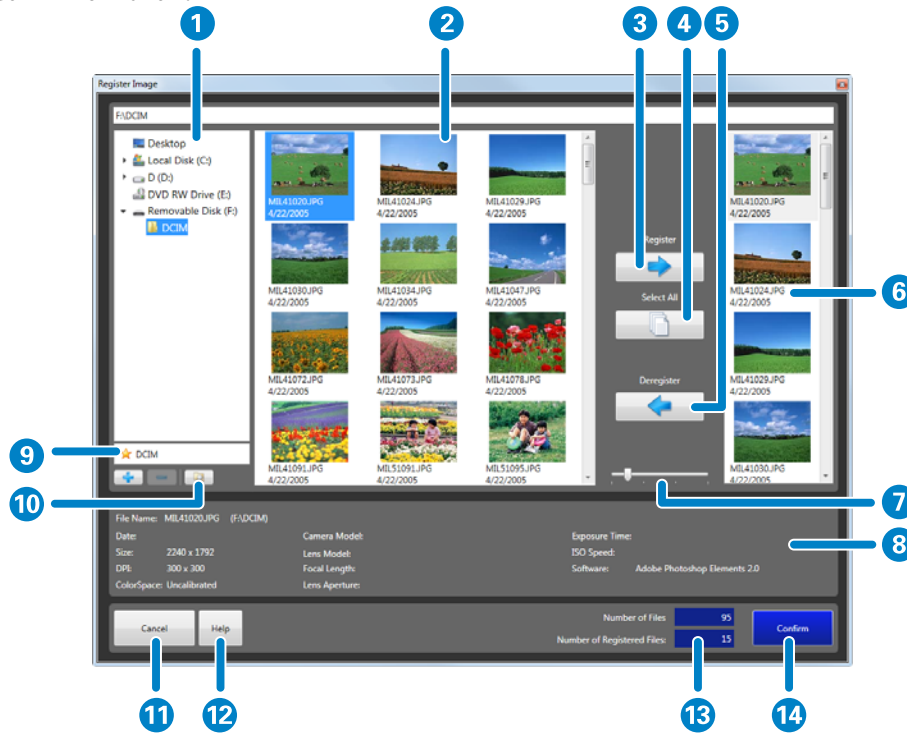 1 2 3 4 5
Register Image
F:\DCIM
Desktop
Local Disk (C:)
D (D:)
DVD RW Drive (E:)
Removable Disk (F:)
DCIM
MIL41020.JPG
4/22/2005
MIL41024.JPG
4/22/2005
MIL41029.JPG
4/22/2005
MIL41030.JPG
4/22/2005
MIL41034.JPG
4/22/2005
MIL41047.JPG
4/22/2005
MIL41072.JPG
4/22/2005
MIL41073.JPG
4/22/2005
MIL41078.JPG
4/22/2005
MIL41091.JPG
4/22/2005
MIL51091.JPG
4/22/2005
MIL51095.JPG
4/22/2005
Register
Select All
Deregister
MIL41020.JPG
4/22/2005
MIL41024.JPG
4/22/2005
6
MIL41029.JPG
4/22/2005
MIL41030.JPG
4/22/2005
9
DCIM
10
7
File Name: MIL41020.JPG (F:\DCIM)
Date:
Size: 2240 x 1792
DPI: 300 x 300
ColorSpace: Uncalibrated
Camera Model:
Lens Model:
Focal Length:
Lens Aperture:
Exposure Time:
ISO Speed:
Software: Adobe Photoshop Elements 2.0
8
Cancel
Help
Number of Files 95
Number of Registered Files: 15
Confirm
11 12 13 14